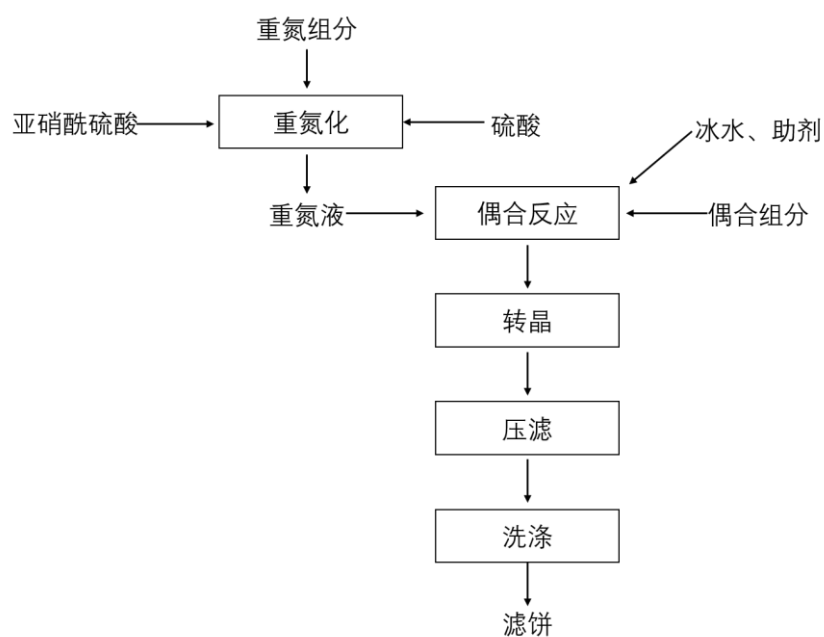 重氮组分
亚硝酰硫酸
重氮化
硫酸
冰水、助剂
重氮液
偶合反应
偶合组分
转晶
压滤
洗涤
滤饼